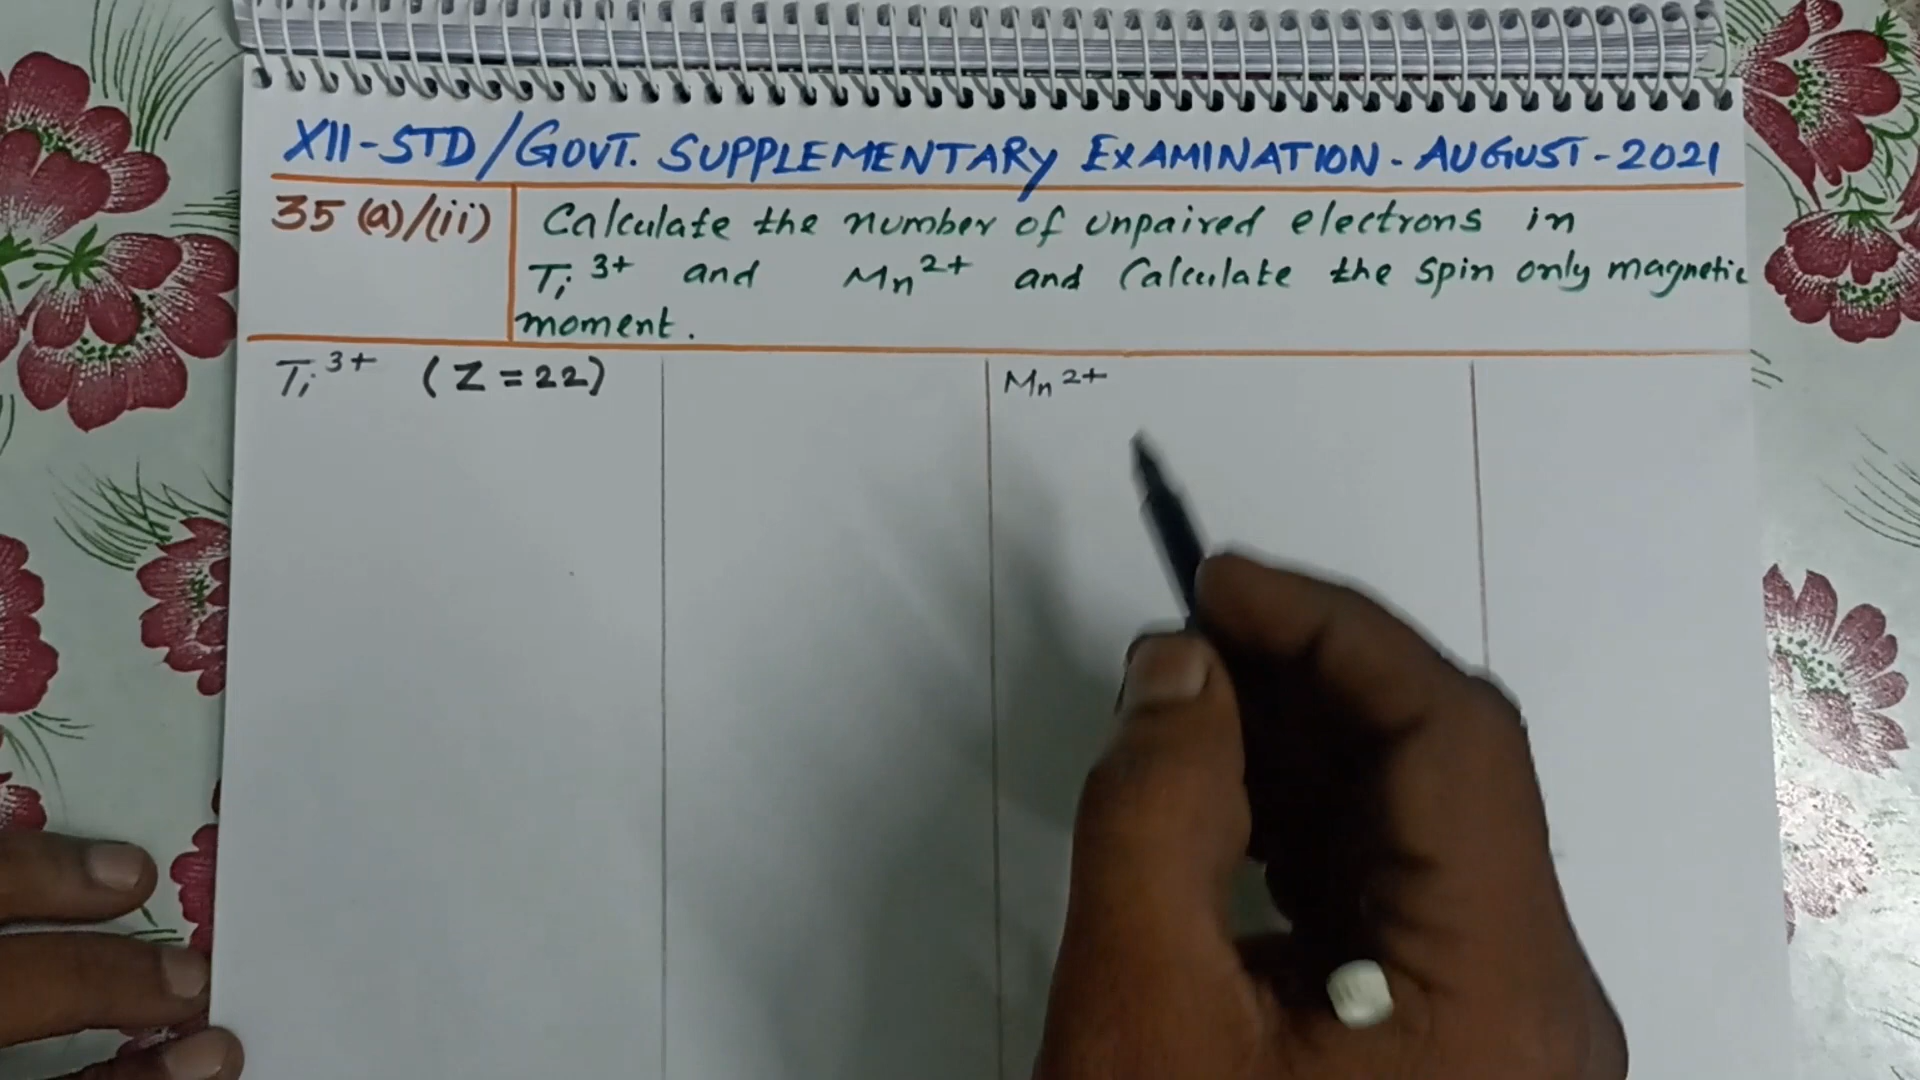 XII-STD/GOVT. SUPPLEMENTARY EXAMINATION - AUGUST - 2021
35 (a)/(ii)
Calculate the number of unpaired electrons in
Ti 3+ and Mn 2+ and Calculate the spin only magnetic
moment.
Ti 3+ (Z = 22)
Mn 2+